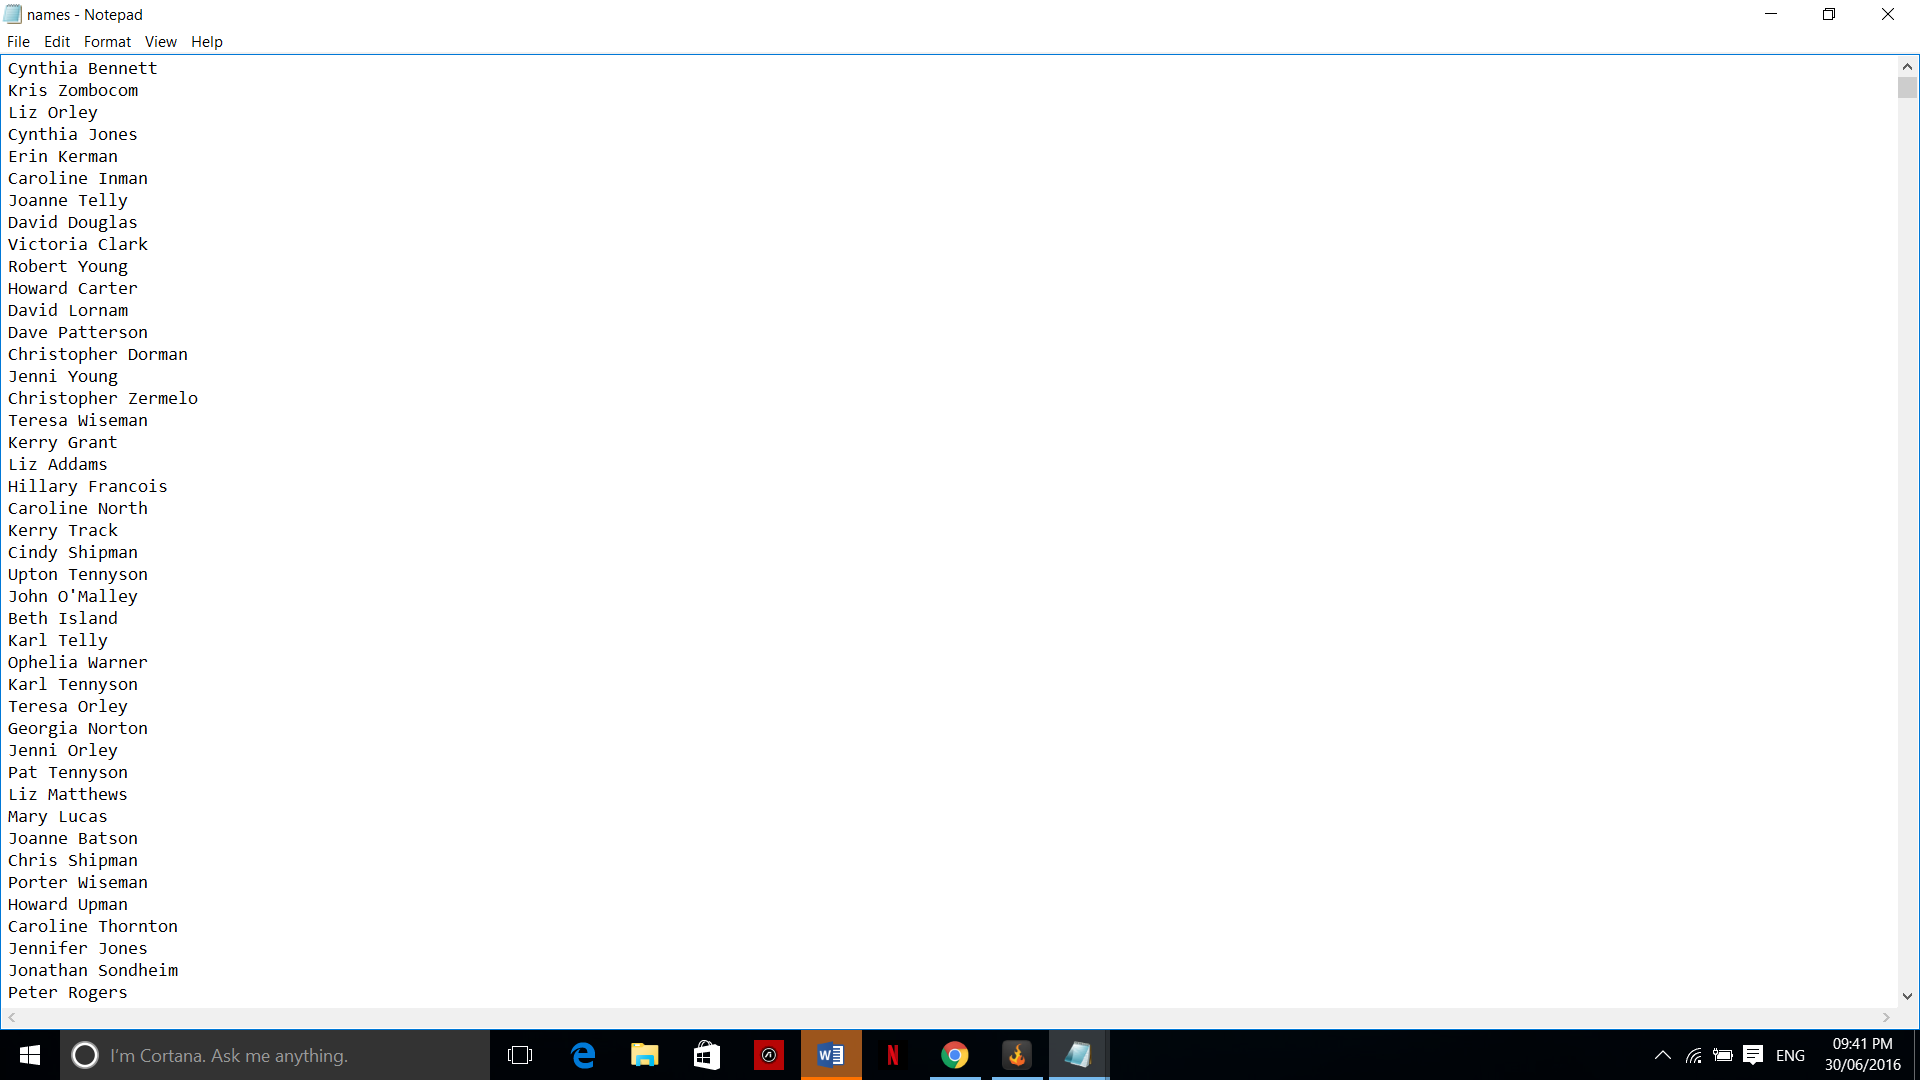 names - Notepad
File Edit Format View Help
Cynthia Bennett
Kris Zombocom
Liz Orley
Cynthia Jones
Erin Kerman
Caroline Inman
Joanne Telly
David Douglas
Victoria Clark
Robert Young
Howard Carter
David Lornam
Dave Patterson
Christopher Dorman
Jenni Young
Christopher Zermelo
Teresa Wiseman
Kerry Grant
Liz Addams
Hillary Francois
Caroline North
Kerry Track
Cindy Shipman
Upton Tennyson
John O'Malley
Beth Island
Karl Telly
Ophelia Warner
Karl Tennyson
Teresa Orley
Georgia Norton
Jenni Orley
Pat Tennyson
Liz Matthews
Mary Lucas
Joanne Batson
Chris Shipman
Porter Wiseman
Howard Upman
Caroline Thornton
Jennifer Jones
Jonathan Sondheim
Peter Rogers
I'm Cortana. Ask me anything.
ENG
09:41 PM
30/06/2016